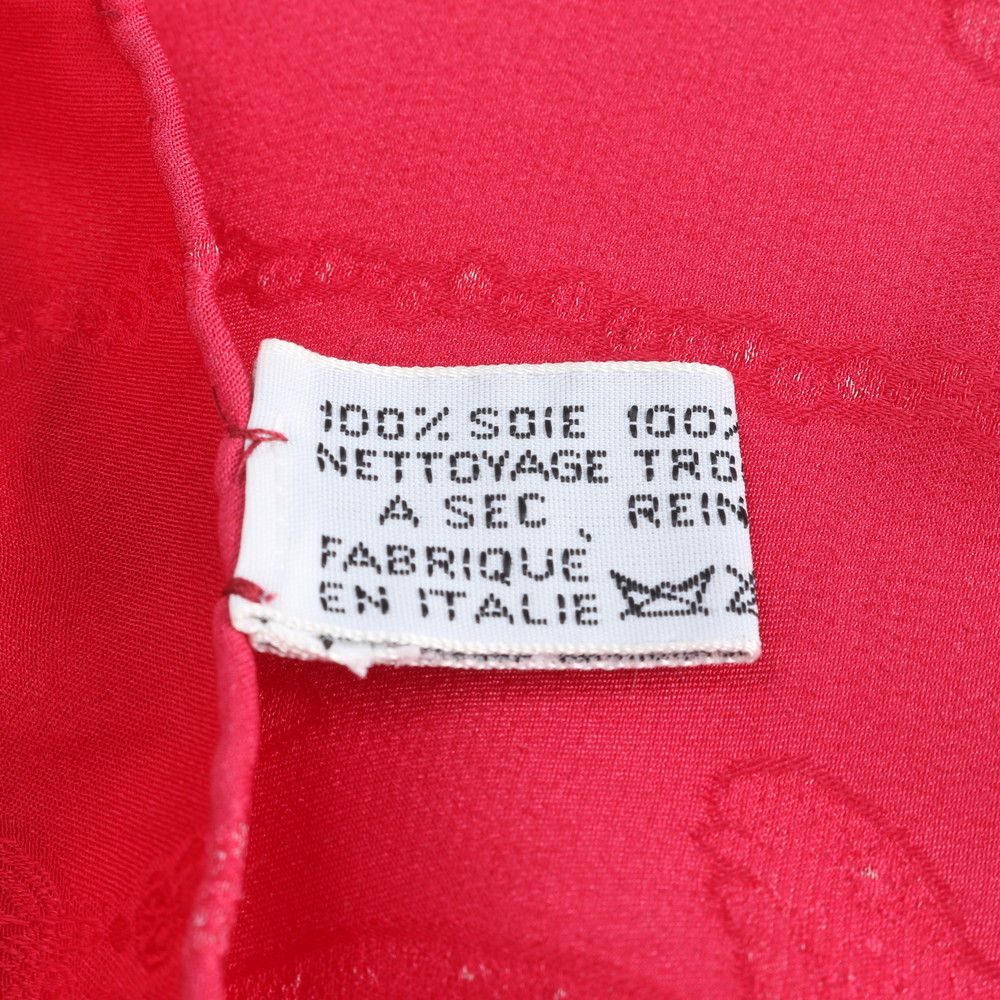 100% SOIE 100%
NETTOYAGE TRO
A SEC, REIN
FABRIQUÉ
EN ITALIE